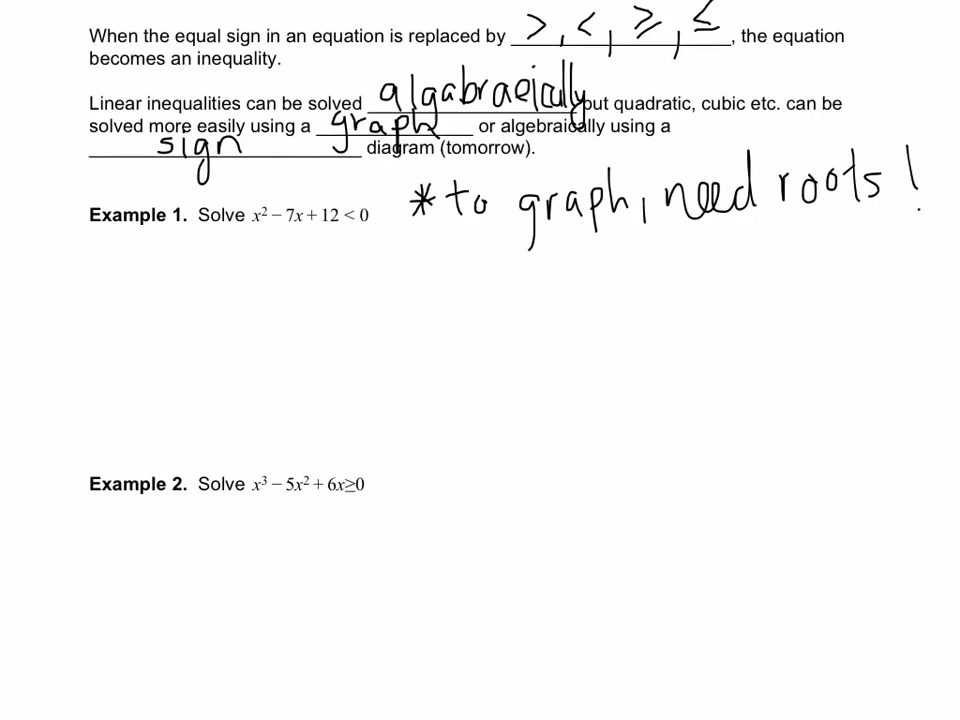 When the equal sign in an equation is replaced by >, <, ≥, ≤, the equation
becomes an inequality.
Linear inequalities can be solved algabraeically but quadratic, cubic etc. can be
solved more easily using a graph or algebraically using a
sign diagram (tomorrow).
* to graph, need roots!
Example 1. Solve x² − 7x + 12 < 0
Example 2. Solve x³ − 5x² + 6x≥0